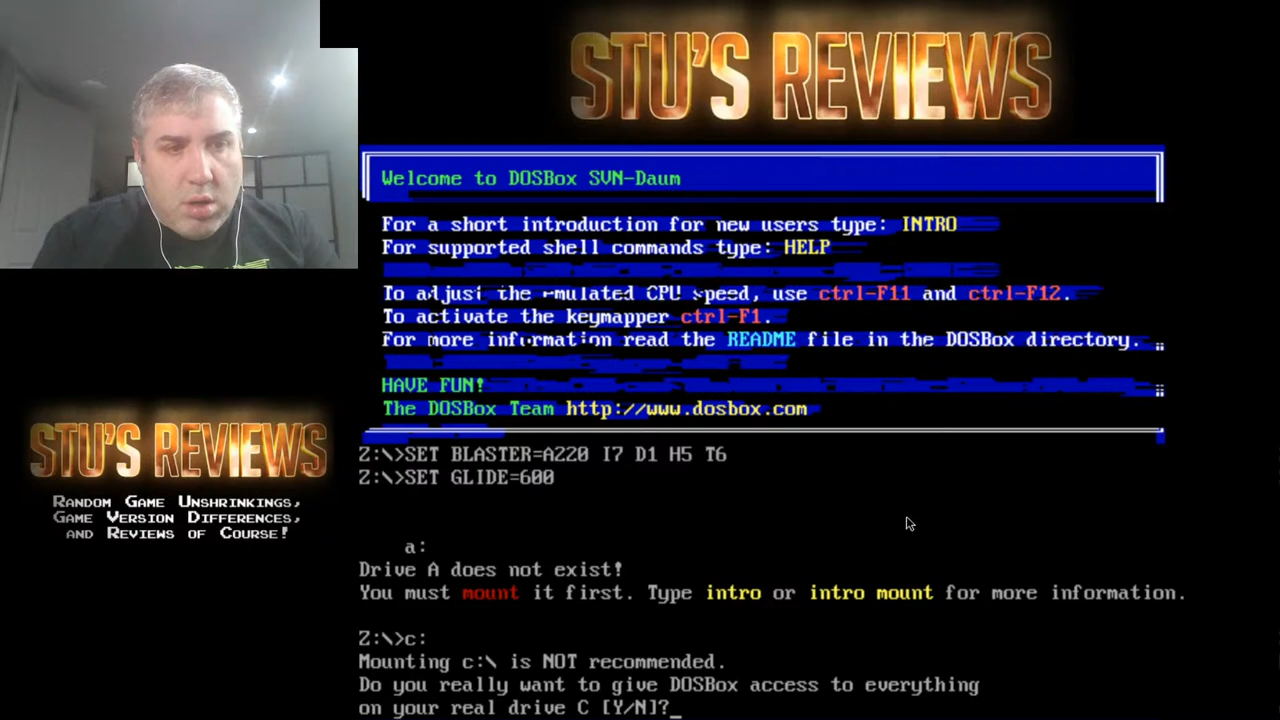 STU'S REVIEWS
Welcome to DOSBox SVN-Daum
For a short introduction for new users type: INTRO
For supported shell commands type: HELP
To adjust the emulated CPU speed, use ctrl-F11 and ctrl-F12.
To activate the keymapper ctrl-F1.
For more information read the README file in the DOSBox directory.
HAVE FUN!
The DOSBox Team http://www.dosbox.com
Z:\>SET BLASTER=A220 I7 D1 H5 T6
Z:\>SET GLIDE=600
a:
Drive A does not exist!
You must mount it first. Type intro or intro mount for more information.
Z:\>c:
Mounting c:\ is NOT recommended.
Do you really want to give DOSBox access to everything
on your real drive C [Y/N]?_
STU'S REVIEWS
Random Game Unshrinkings,
Game Version Differences,
and Reviews of Course!